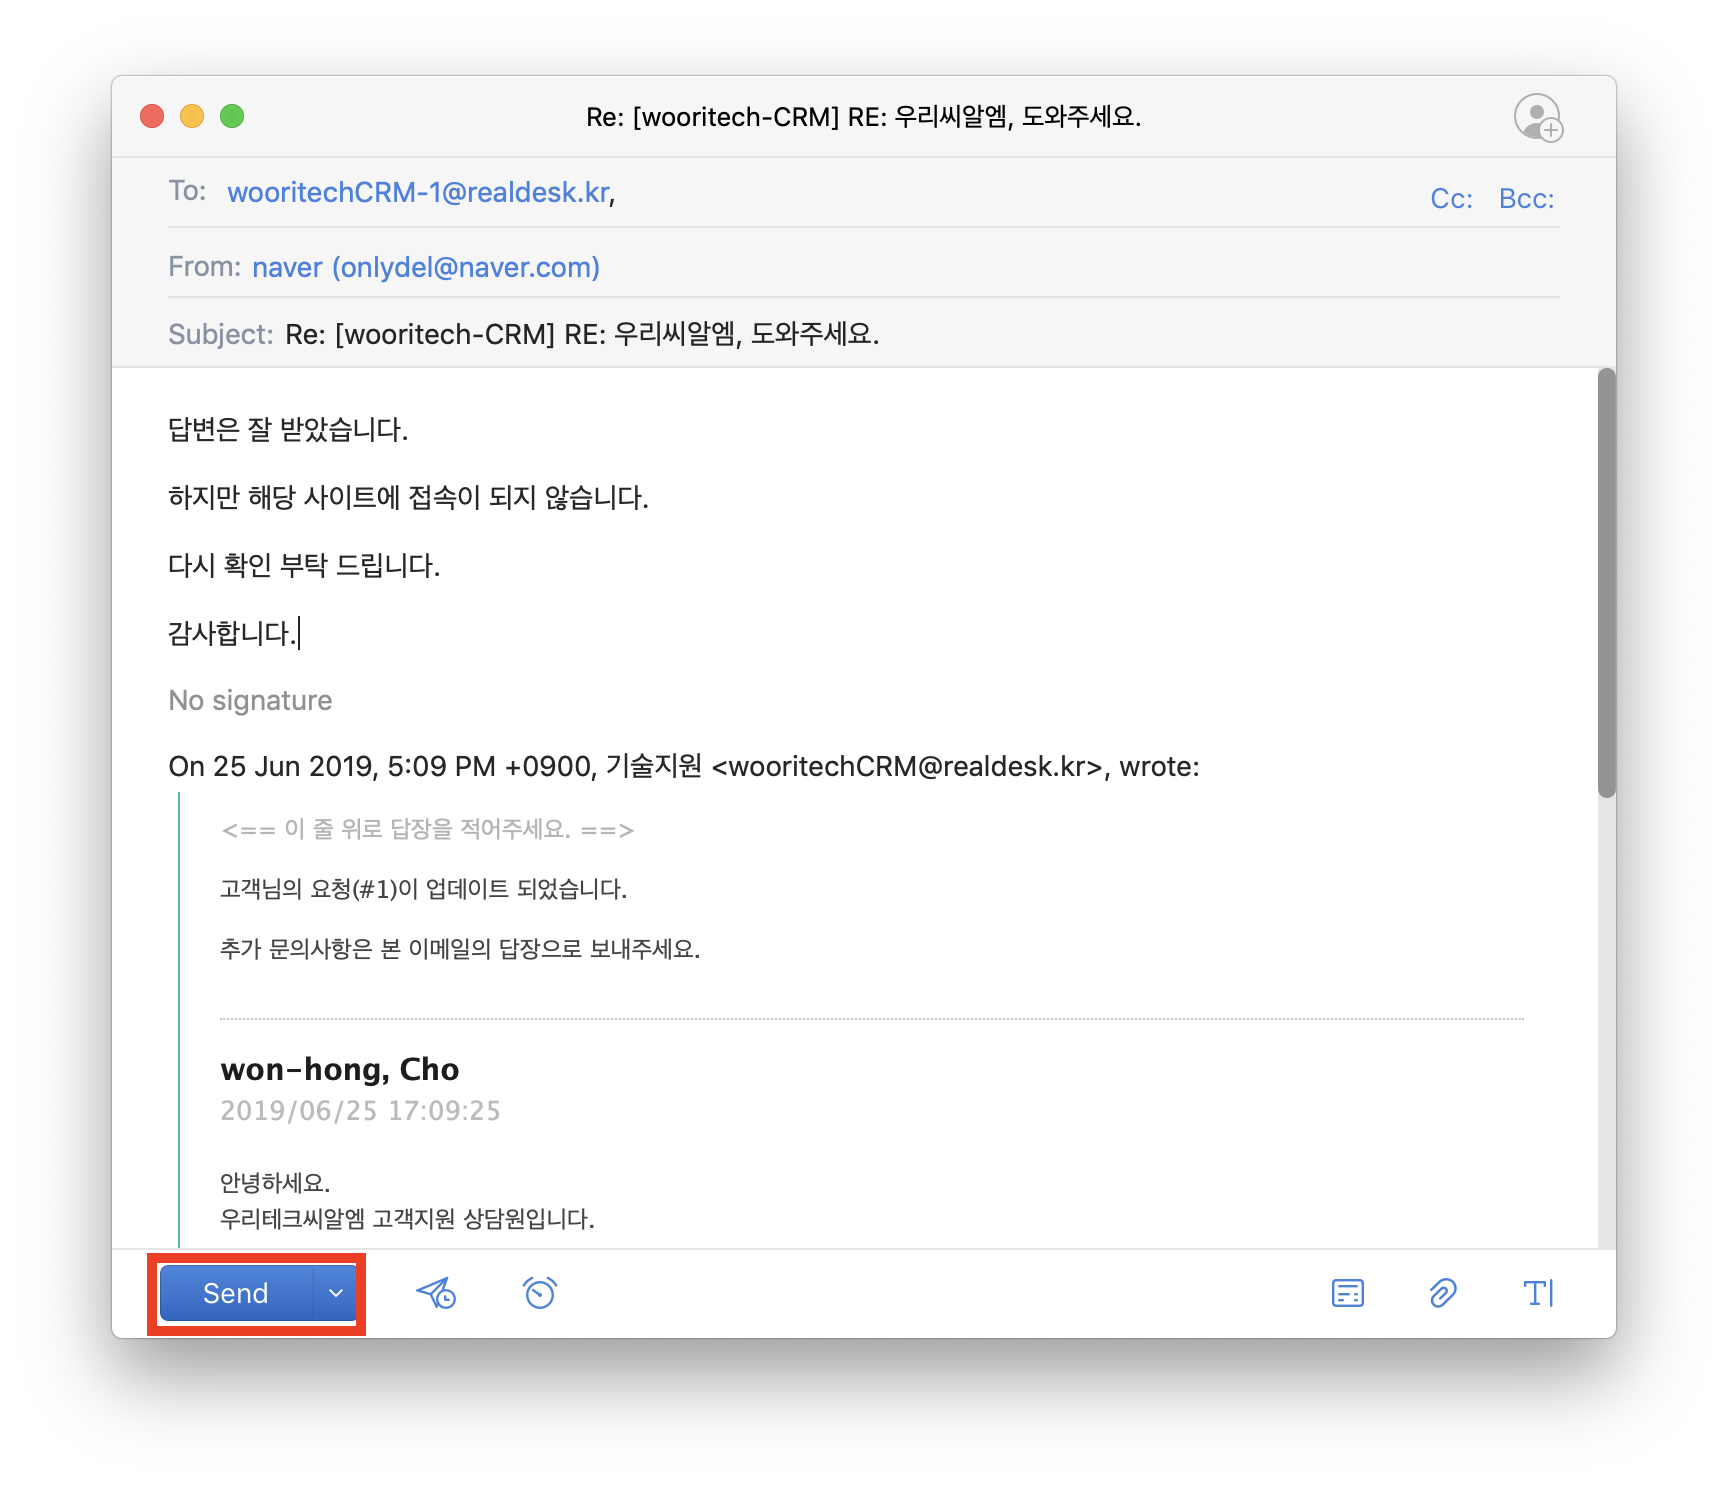 Re: [wooritech-CRM] RE: 우리씨알엠, 도와주세요.
To: wooritechCRM-1@realdesk.kr,
Cc: Bcc:
From: naver (onlydel@naver.com)
Subject: Re: [wooritech-CRM] RE: 우리씨알엠, 도와주세요.
답변은 잘 받았습니다.
하지만 해당 사이트에 접속이 되지 않습니다.
다시 확인 부탁 드립니다.
감사합니다.
No signature
On 25 Jun 2019, 5:09 PM +0900, 기술지원 <wooritechCRM@realdesk.kr>, wrote:
<== 이 줄 위로 답장을 적어주세요. ==>
고객님의 요청(#1)이 업데이트 되었습니다.
추가 문의사항은 본 이메일의 답장으로 보내주세요.
won-hong, Cho
2019/06/25 17:09:25
안녕하세요.
우리테크씨알엠 고객지원 상담원입니다.
Send